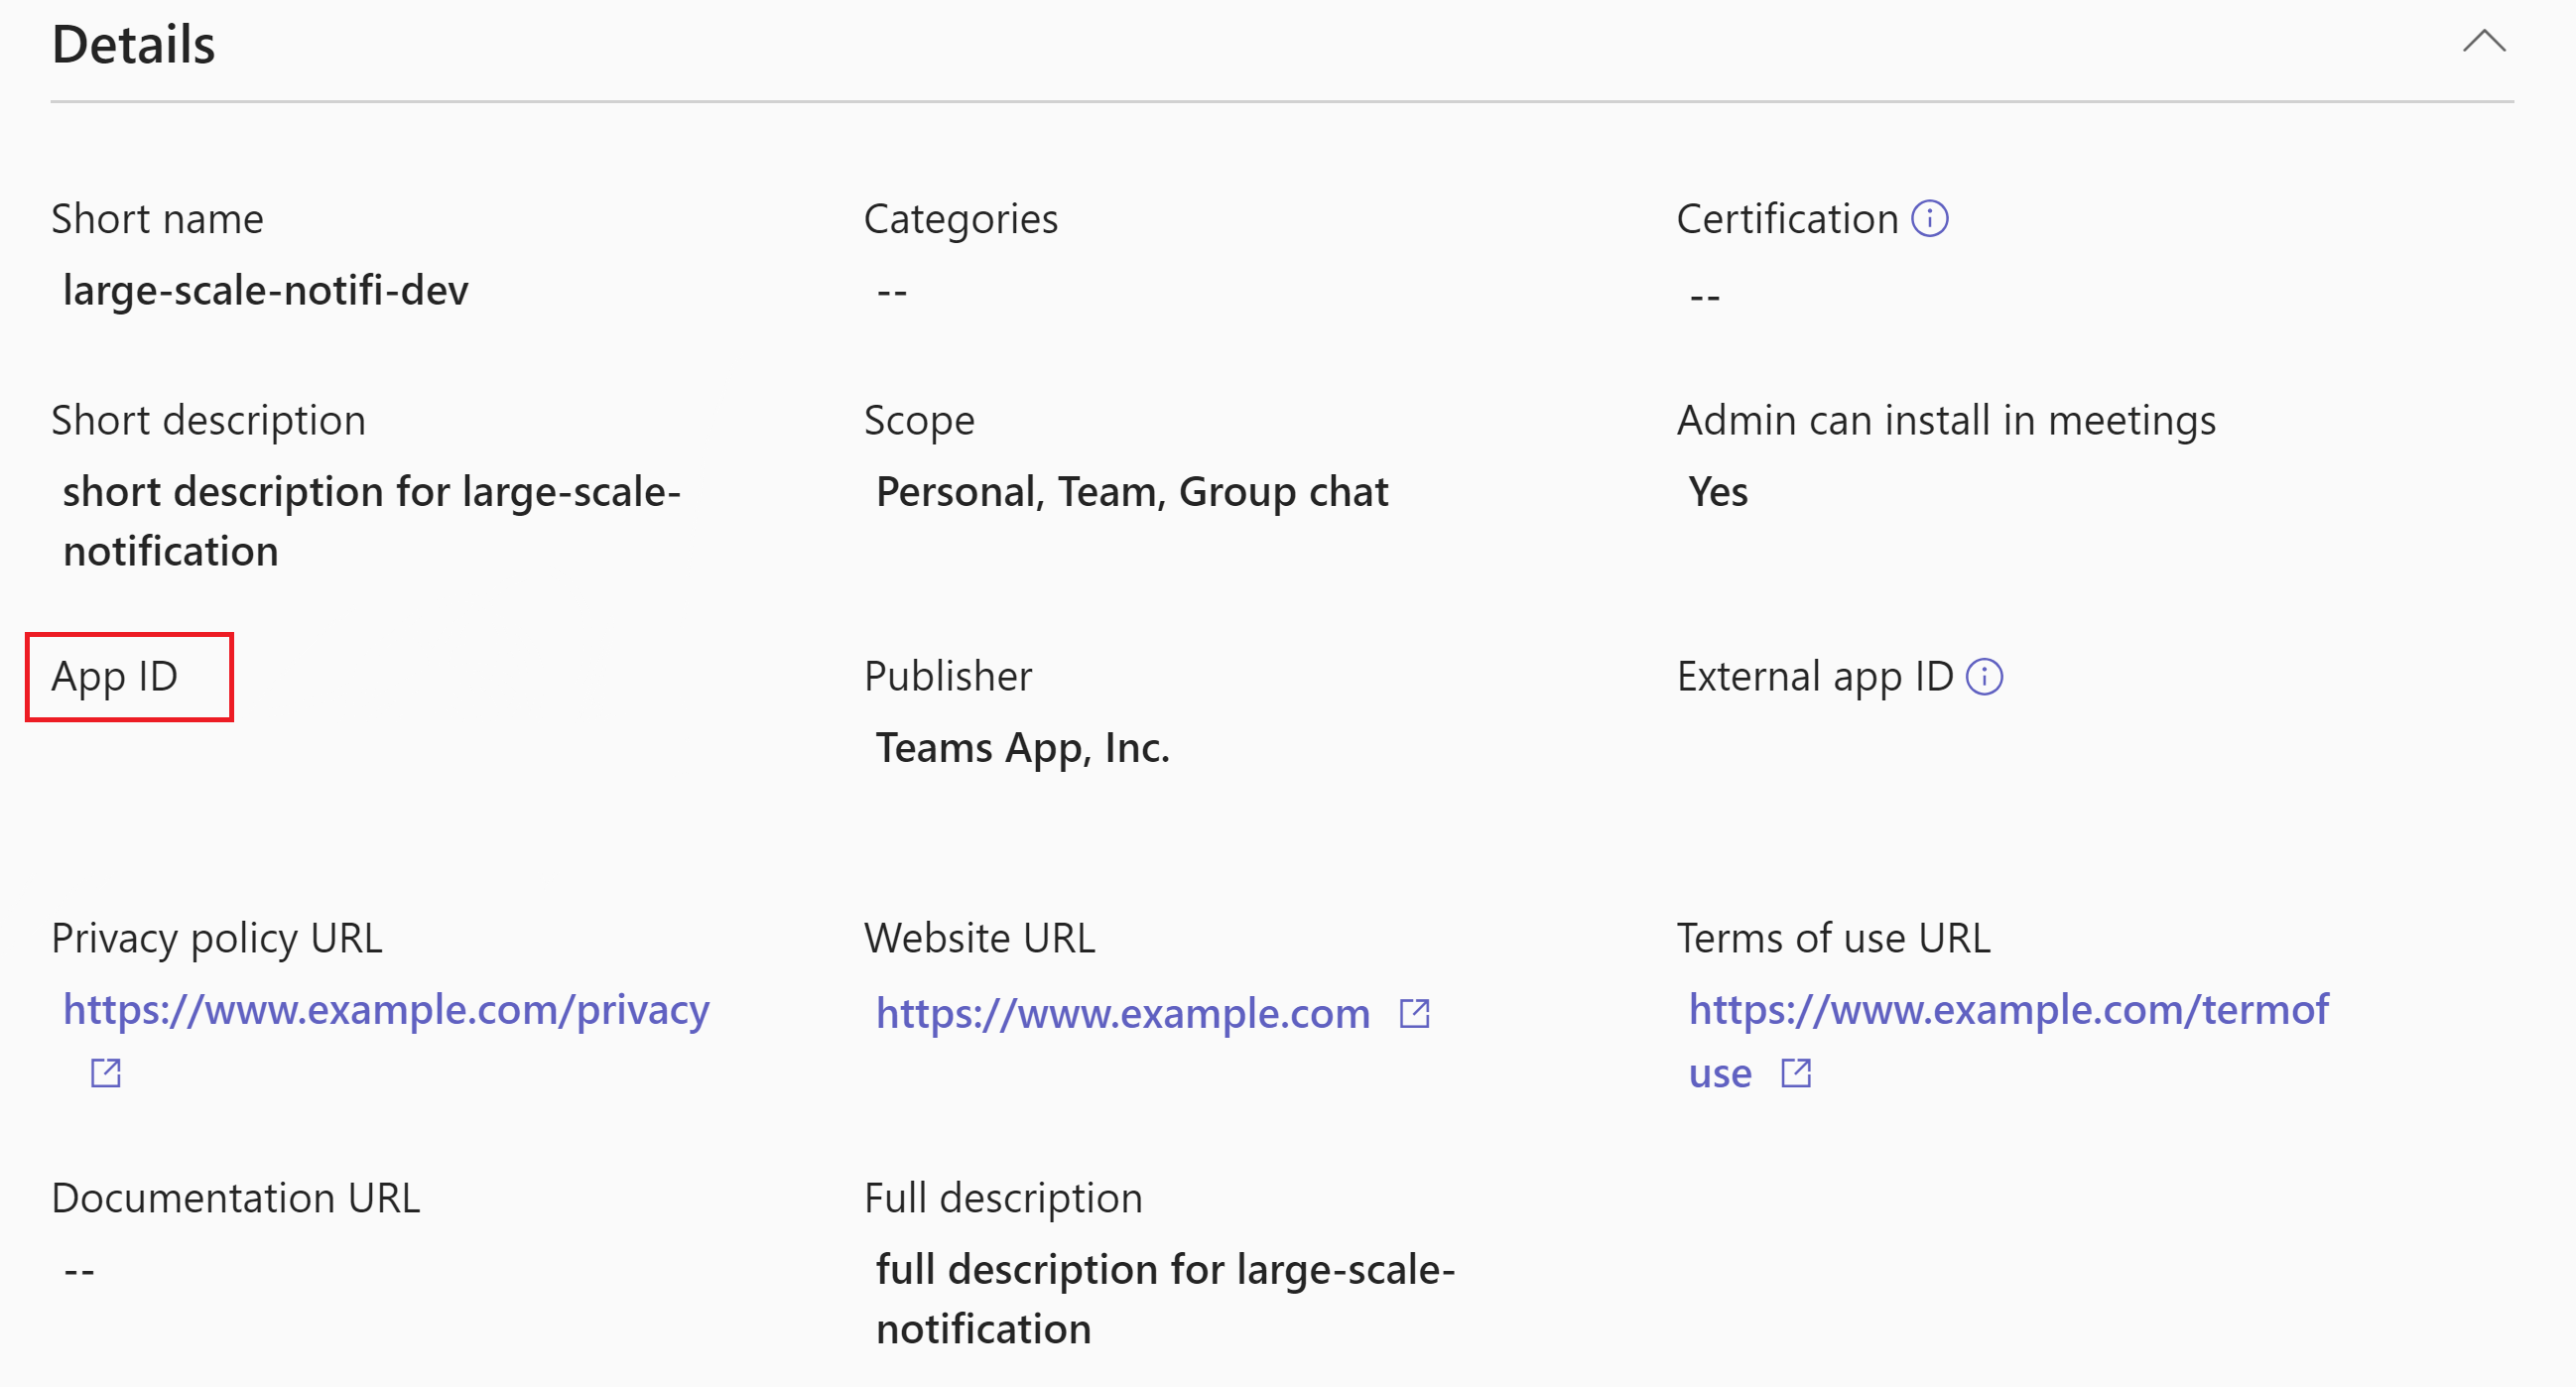 Details
Short name
large-scale-notifi-dev
Categories
--
Certification
--
Short description
short description for large-scale-
notification
Scope
Personal, Team, Group chat
Admin can install in meetings
Yes
App ID
Publisher
Teams App, Inc.
External app ID
Privacy policy URL
https://www.example.com/privacy
Website URL
https://www.example.com
Terms of use URL
https://www.example.com/termof
use
Documentation URL
--
Full description
full description for large-scale-
notification